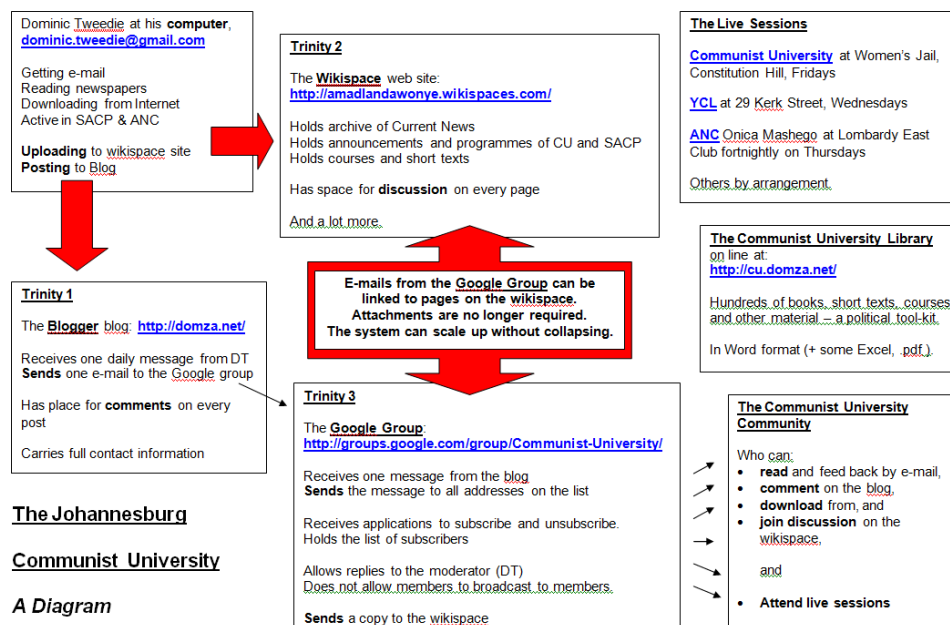 Dominic Tweedie at his computer,
dominic.tweedie@gmail.com
Getting e-mail
Reading newspapers
Downloading from Internet
Active in SACP & ANC
Uploading to wikispace site
Posting to Blog
Trinity 2
The Wikispace web site:
http://amadlandawonye.wikispaces.com/
Holds archive of Current News
Holds announcements and programmes of CU and SACP
Holds courses and short texts
Has space for discussion on every page
And a lot more.
The Live Sessions
Communist University at Women's Jail,
Constitution Hill, Fridays
YCL at 29 Kerk Street, Wednesdays
ANC Onica Mashego at Lombardy East
Club fortnightly on Thursdays
Others by arrangement.
The Communist University Library
on line at:
http://cu.domza.net/
Hundreds of books, short texts, courses
and other material – a political tool-kit.
In Word format (+ some Excel, .pdf ).
E-mails from the Google Group can be
linked to pages on the wikispace.
Attachments are no longer required.
The system can scale up without collapsing.
Trinity 1
The Blogger blog: http://domza.net/
Receives one daily message from DT
Sends one e-mail to the Google group
Has place for comments on every
post
Carries full contact information
Trinity 3
The Google Group:
http://groups.google.com/group/Communist-University/
Receives one message from the blog
Sends the message to all addresses on the list
Receives applications to subscribe and unsubscribe.
Holds the list of subscribers
Allows replies to the moderator (DT)
Does not allow members to broadcast to members.
Sends a copy to the wikispace
The Communist University
Community
Who can:
• read and feed back by e-mail,
• comment on the blog,
• download from, and
• join discussion on the
wikispace,
and
• Attend live sessions
The Johannesburg
Communist University
A Diagram